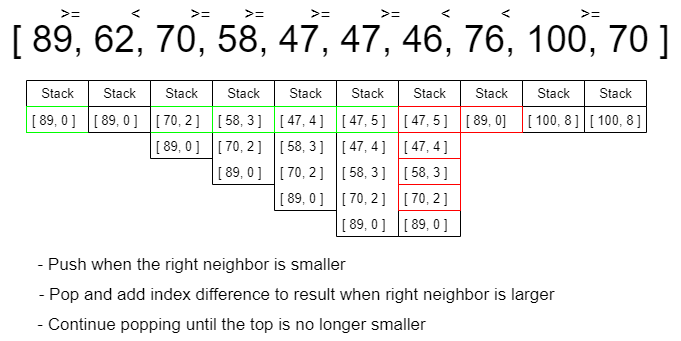 >= < >= >= >= >= < < >=
[ 89, 62, 70, 58, 47, 47, 46, 76, 100, 70 ]
Stack Stack Stack Stack Stack Stack Stack Stack Stack Stack
[ 89, 0 ] [ 89, 0 ] [ 70, 2 ] [ 58, 3 ] [ 47, 4 ] [ 47, 5 ] [ 47, 5 ] [ 89, 0] [ 100, 8 ] [ 100, 8 ]
[ 89, 0 ] [ 70, 2 ] [ 58, 3 ] [ 47, 4 ] [ 47, 4 ]
[ 89, 0 ] [ 70, 2 ] [ 58, 3 ] [ 58, 3 ]
[ 89, 0 ] [ 70, 2 ] [ 70, 2 ]
[ 89, 0 ] [ 89, 0 ]
- Push when the right neighbor is smaller
- Pop and add index difference to result when right neighbor is larger
- Continue popping until the top is no longer smaller